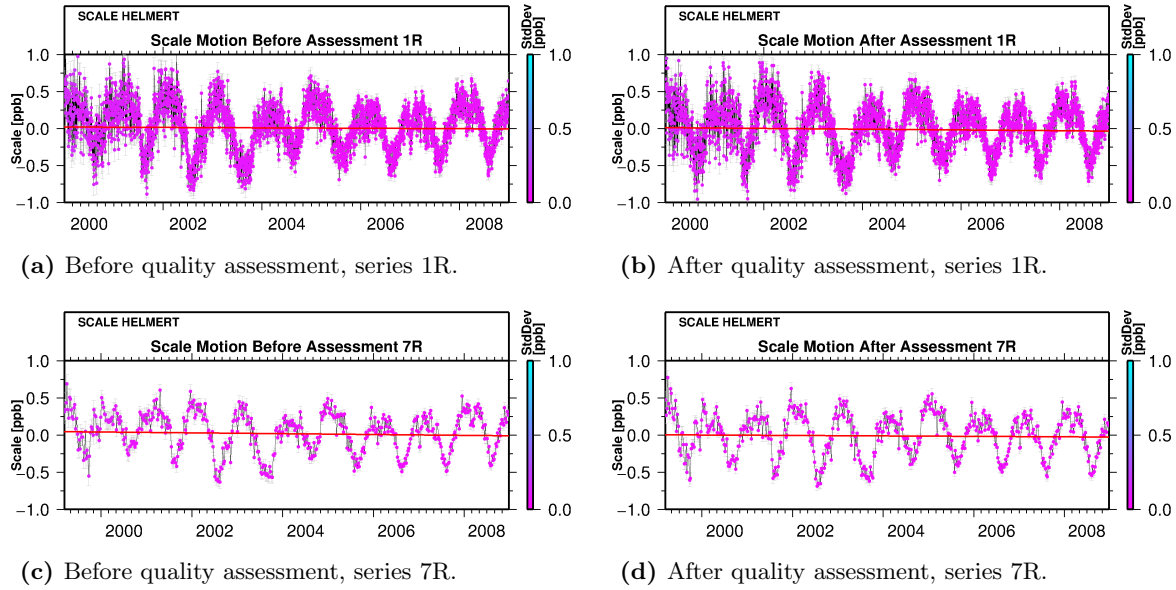 SCALE HELMERT
Scale Motion Before Assessment 1R
StdDev
[ppb]
1.0
0.5
0.0
−0.5
−1.0
Scale [ppb]
2000 2002 2004 2006 2008
1.0
0.5
0.0
(a) Before quality assessment, series 1R.
SCALE HELMERT
Scale Motion After Assessment 1R
StdDev
[ppb]
1.0
0.5
0.0
−0.5
−1.0
Scale [ppb]
2000 2002 2004 2006 2008
1.0
0.5
0.0
(b) After quality assessment, series 1R.
SCALE HELMERT
Scale Motion Before Assessment 7R
StdDev
[ppb]
1.0
0.5
0.0
−0.5
−1.0
Scale [ppb]
2000 2002 2004 2006 2008
1.0
0.5
0.0
(c) Before quality assessment, series 7R.
SCALE HELMERT
Scale Motion After Assessment 7R
StdDev
[ppb]
1.0
0.5
0.0
−0.5
−1.0
Scale [ppb]
2000 2002 2004 2006 2008
1.0
0.5
0.0
(d) After quality assessment, series 7R.